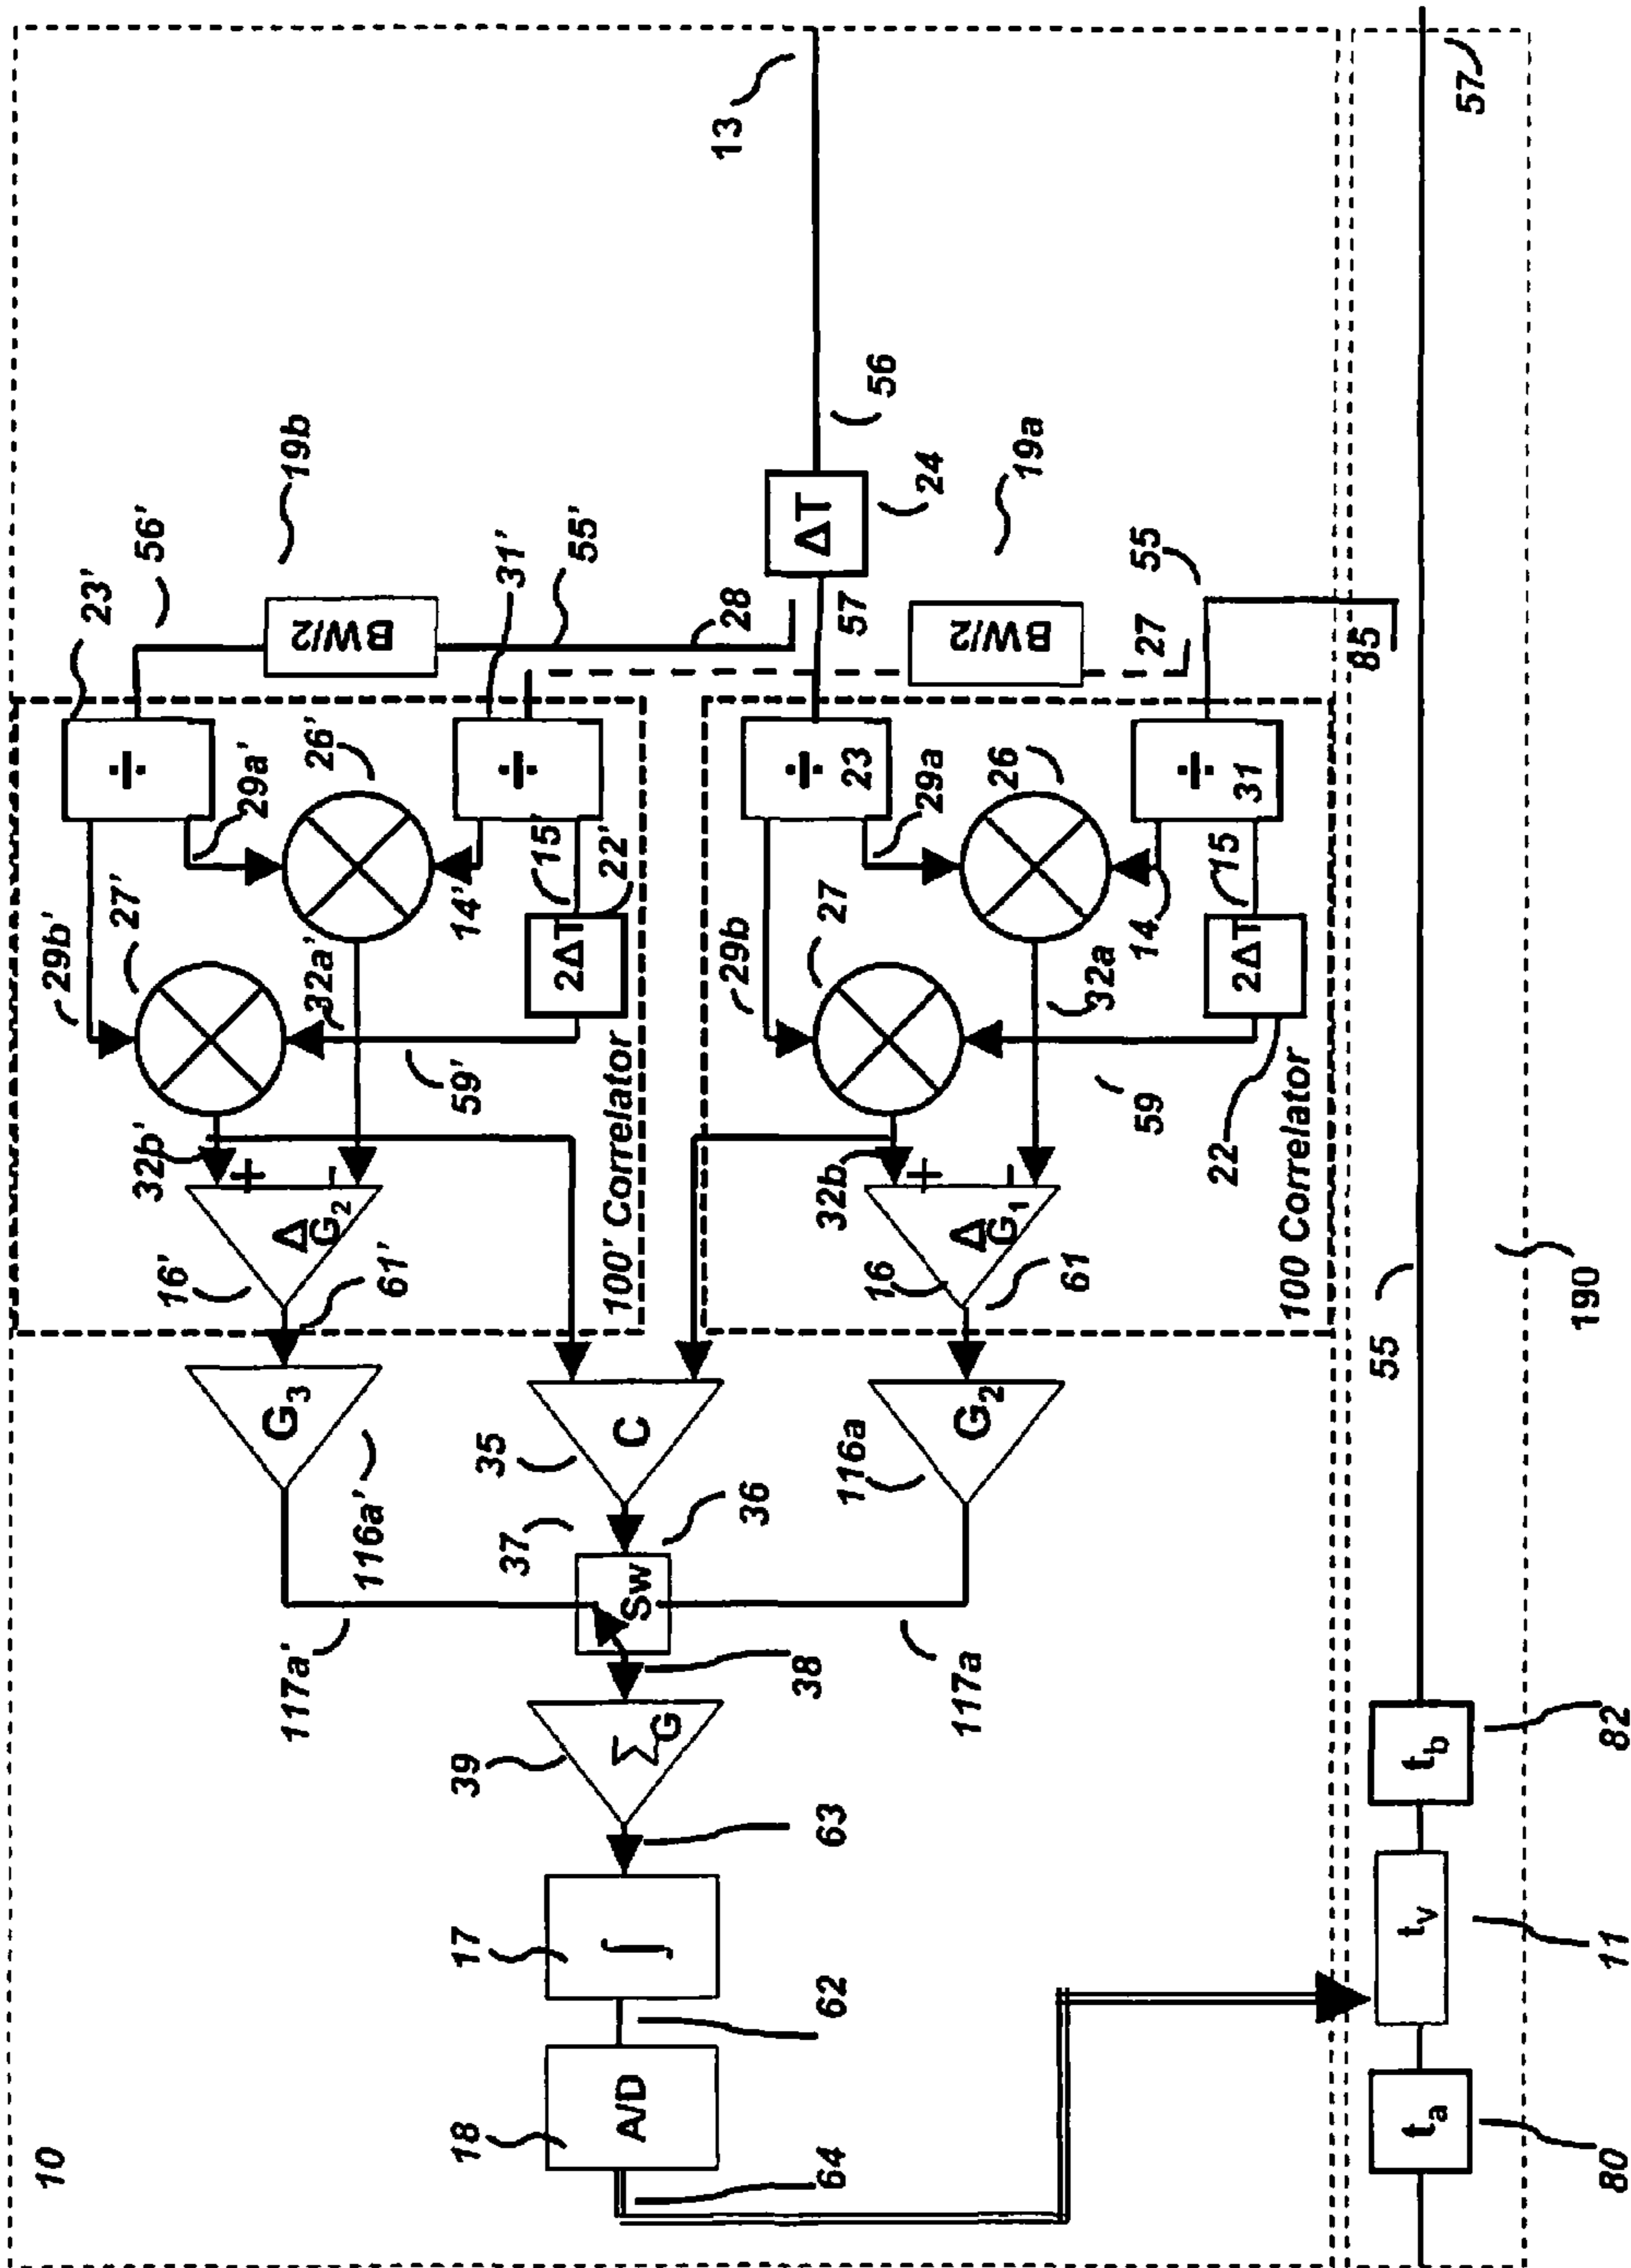 10
29b'
23'
÷
56'
27'
32b'
+
-
Δ
G₂
16'
G₃
61'
116a'
117a'
29a'
26'
BW/2
19b
32a'
14'
÷
31'
15'
22'
2ΔT
59'
55'
100' Correlator
18
A/D
17
∫
39
Σ
G
37
Sw
35
C
36
38
63
62
64
28
13
29b
27
÷
23
57
ΔT
56
24
32b
+
-
Δ
G₁
16
61
G₂
116a
117a
29a
26
BW/2
19a
32a
14
÷
31
27
55
15
2ΔT
22
59
100 Correlator
85
80
tₐ
11
tᵥ
82
t_b
55
57
190